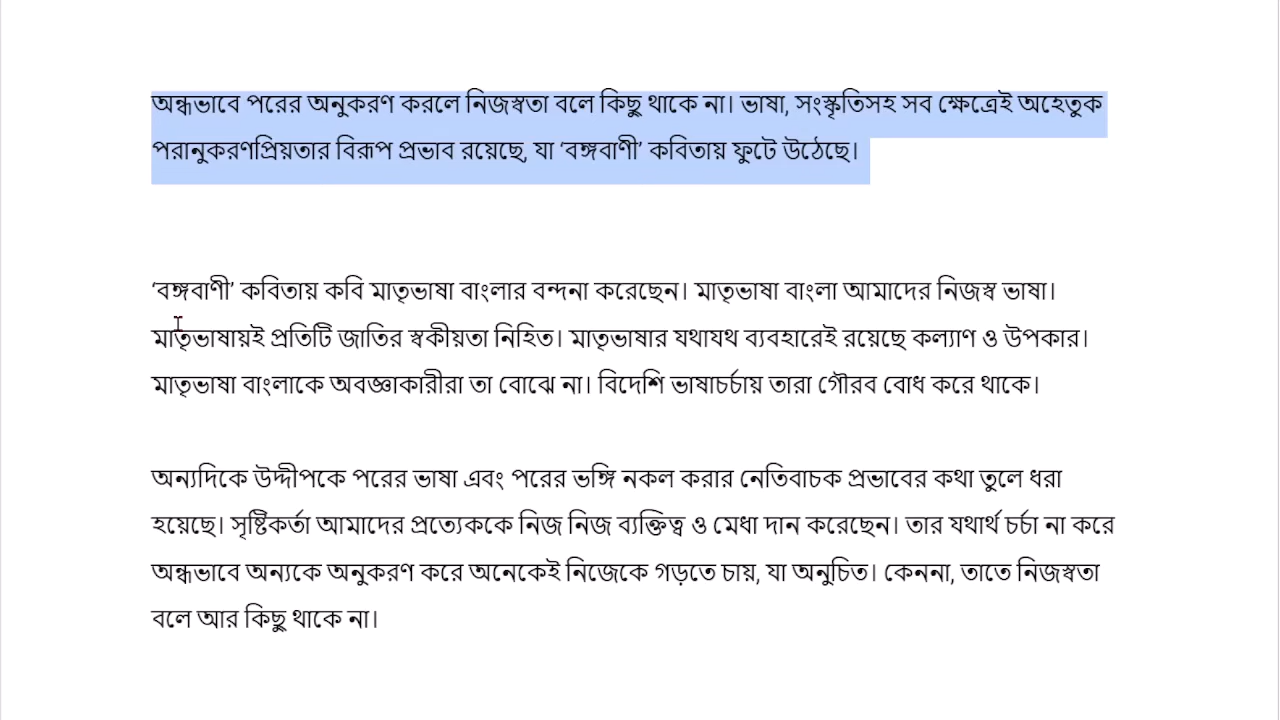 অন্ধভাবে পরের অনুকরণ করলে নিজস্বতা বলে কিছু থাকে না। ভাষা, সংস্কৃতিসহ সব ক্ষেত্রেই অহেতুক
পরানুকরণপ্রিয়তার বিরূপ প্রভাব রয়েছে, যা ‘বঙ্গবাণী’ কবিতায় ফুটে উঠেছে।
‘বঙ্গবাণী’ কবিতায় কবি মাতৃভাষা বাংলার বন্দনা করেছেন। মাতৃভাষা বাংলা আমাদের নিজস্ব ভাষা।
মাতৃভাষায়ই প্রতিটি জাতির স্বকীয়তা নিহিত। মাতৃভাষার যথাযথ ব্যবহারেই রয়েছে কল্যাণ ও উপকার।
মাতৃভাষা বাংলাকে অবজ্ঞাকারীরা তা বোঝে না। বিদেশি ভাষাচর্চায় তারা গৌরব বোধ করে থাকে।
অন্যদিকে উদ্দীপকে পরের ভাষা এবং পরের ভঙ্গি নকল করার নেতিবাচক প্রভাবের কথা তুলে ধরা
হয়েছে। সৃষ্টিকর্তা আমাদের প্রত্যেককে নিজ নিজ ব্যক্তিত্ব ও মেধা দান করেছেন। তার যথার্থ চর্চা না করে
অন্ধভাবে অন্যকে অনুকরণ করে অনেকেই নিজেকে গড়তে চায়, যা অনুচিত। কেননা, তাতে নিজস্বতা
বলে আর কিছু থাকে না।